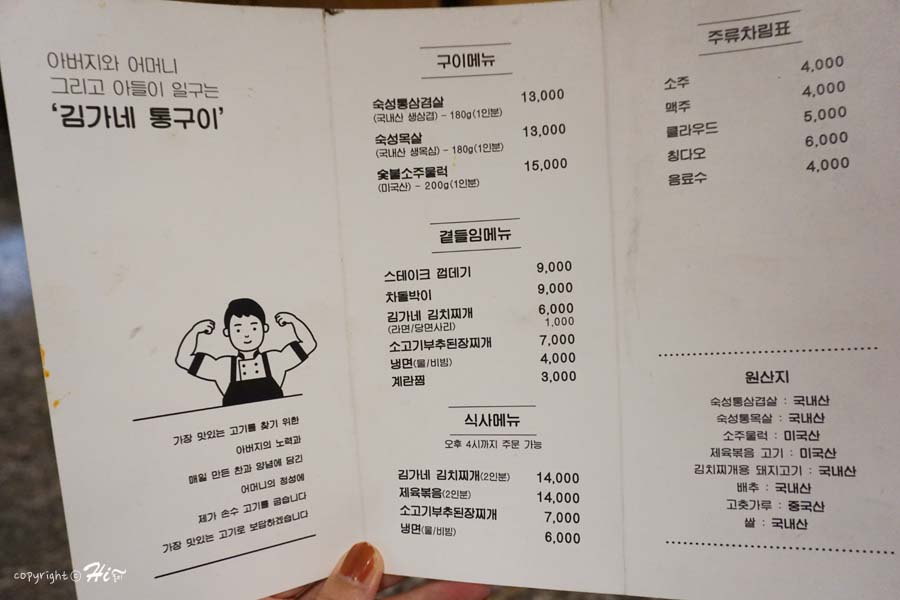 아버지와 어머니
그리고 아들이 일구는
'김가네 통구이'
가장 맛있는 고기를 찾기 위한
아버지의 노력과
매일 만든 찬과 양념에 담긴
어머니의 정성에
제가 손수 고기를 굽습니다
가장 맛있는 고기로 보답하겠습니다
구이메뉴
숙성통삼겹살 13,000
(국내산 생삼겹) - 180g(1인분)
숙성목살 13,000
(국내산 생목심) - 180g(1인분)
숯불소주물럭 15,000
(미국산) - 200g(1인분)
곁들임메뉴
스테이크 껍데기 9,000
차돌박이 9,000
김가네 김치찌개 6,000
(라면/당면사리) 1,000
소고기부추된장찌개 7,000
냉면(물/비빔) 4,000
계란찜 3,000
식사메뉴
오후 4시까지 주문 가능
김가네 김치찌개(2인분) 14,000
제육볶음(2인분) 14,000
소고기부추된장찌개 7,000
냉면(물/비빔) 6,000
주류차림표
소주 4,000
맥주 4,000
클라우드 5,000
칭다오 6,000
음료수 4,000
원산지
숙성통삼겹살 : 국내산
숙성통목살 : 국내산
소주물럭 : 미국산
제육볶음 고기 : 미국산
김치찌개용 돼지고기 : 국내산
배추 : 국내산
고춧가루 : 중국산
쌀 : 국내산
copyright ⓒ Hi~